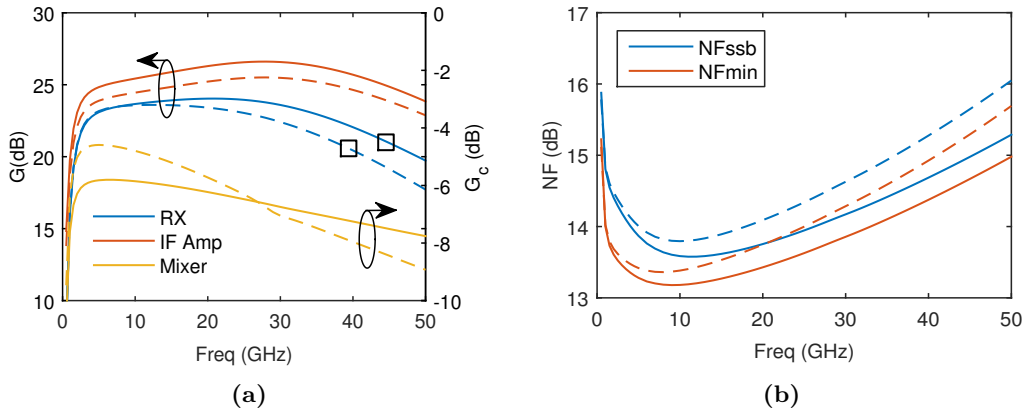 30
25
20
15
10
G(dB)
0
-2
-4
-6
-8
-10
G_c (dB)
RX
IF Amp
Mixer
0 10 20 30 40 50
Freq (GHz)
(a)
17
16
15
14
13
NF (dB)
NFssb
NFmin
0 10 20 30 40 50
Freq (GHz)
(b)